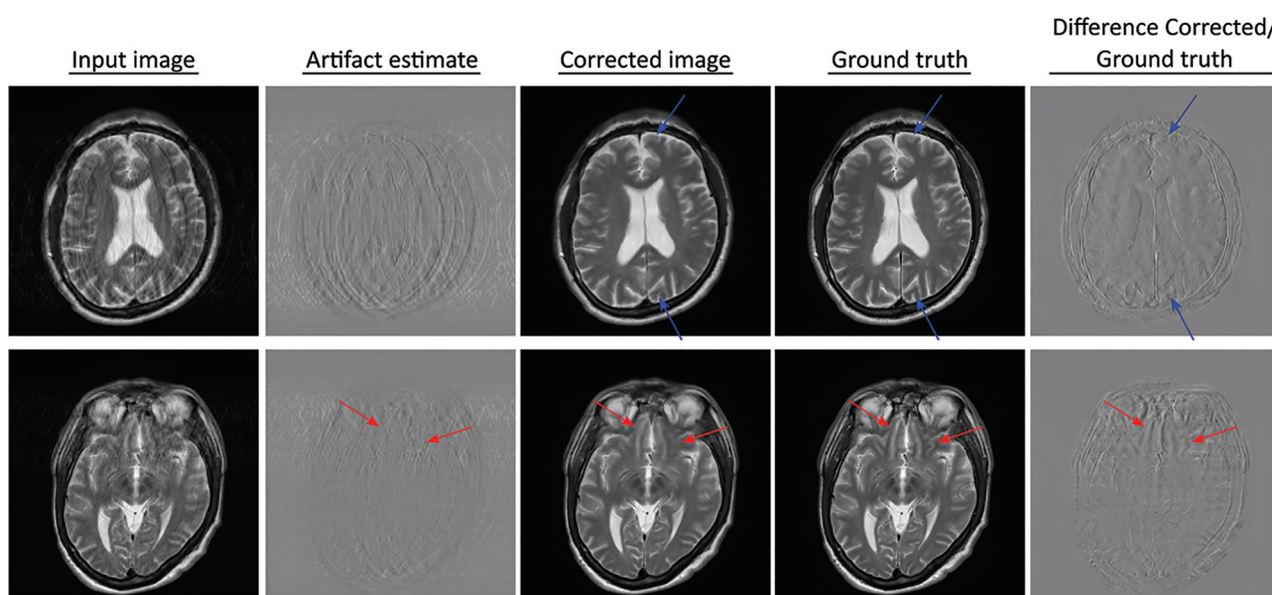 Input image
Artifact estimate
Corrected image
Ground truth
Difference Corrected/
Ground truth